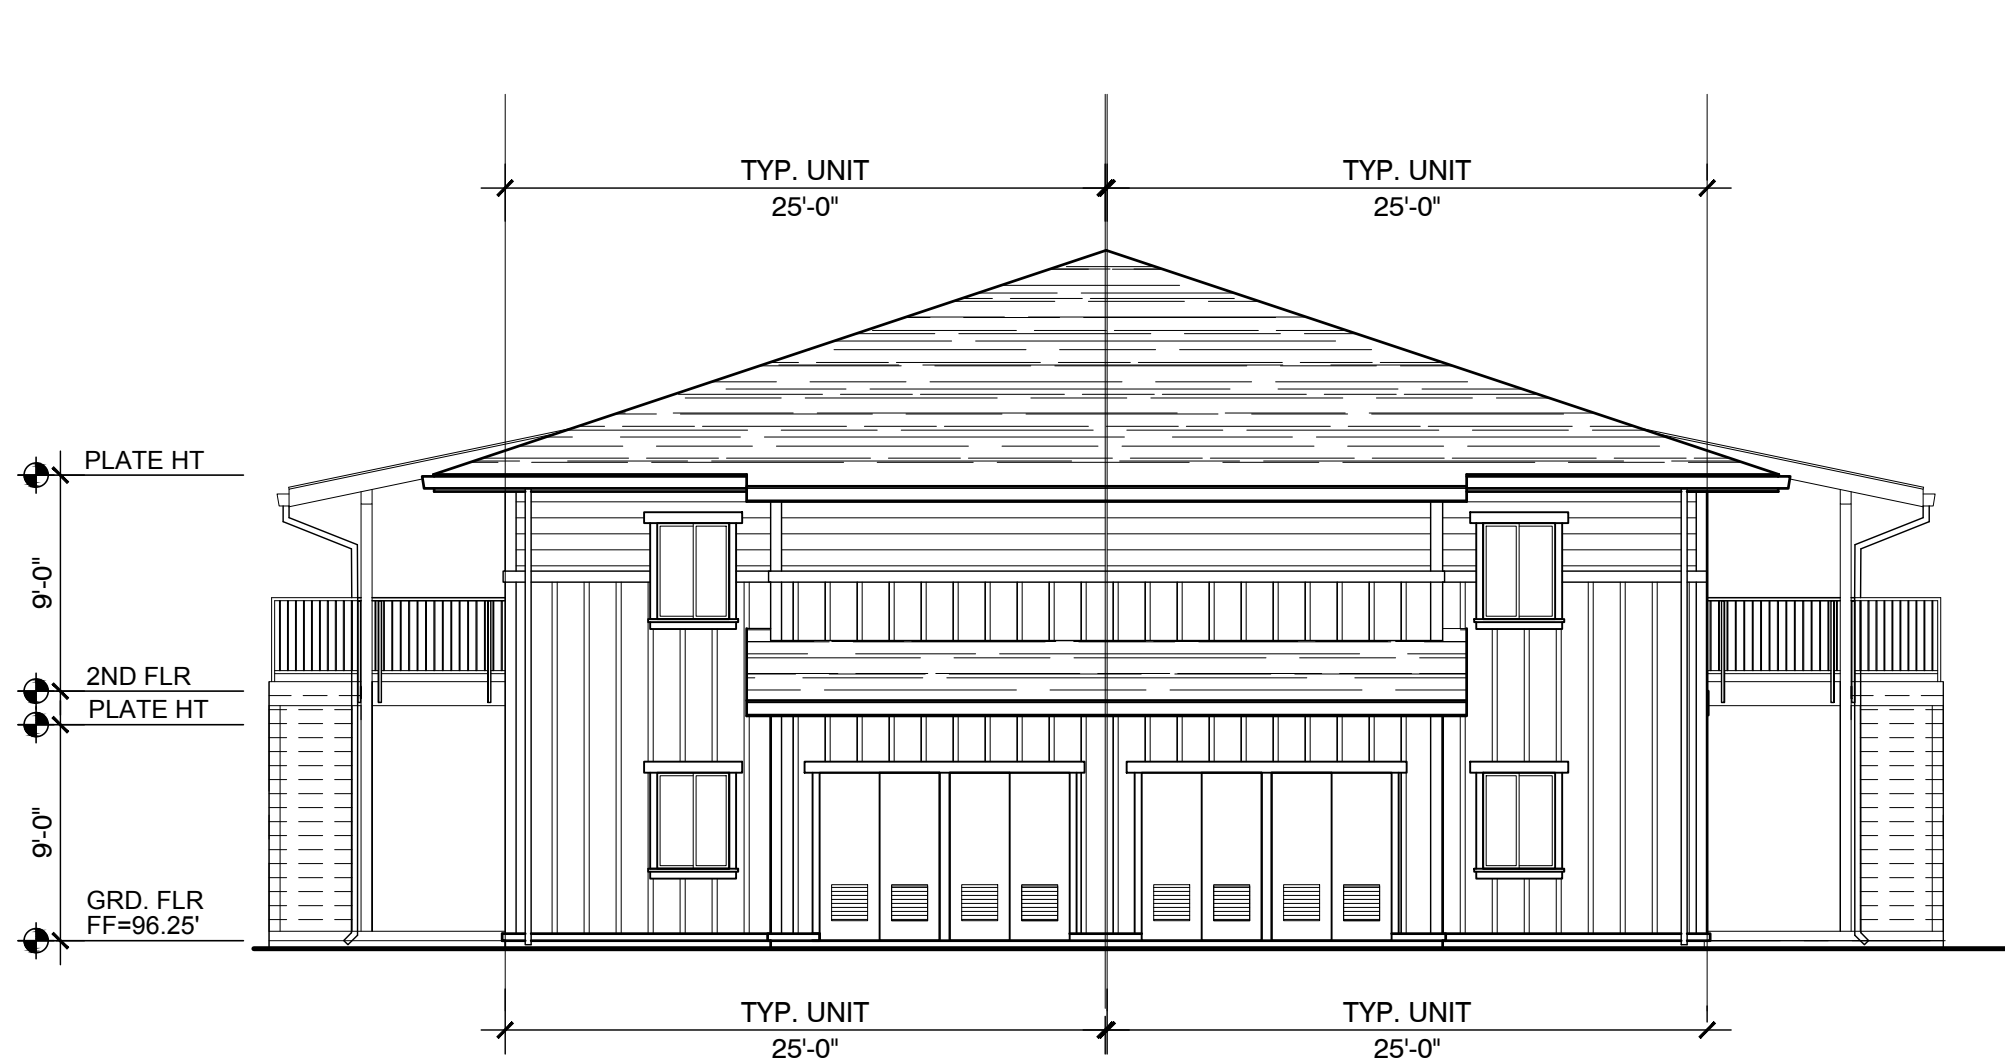 TYP. UNIT
25'-0"
TYP. UNIT
25'-0"
PLATE HT
9'-0"
2ND FLR
PLATE HT
9'-0"
GRD. FLR
FF=96.25'
TYP. UNIT
25'-0"
TYP. UNIT
25'-0"